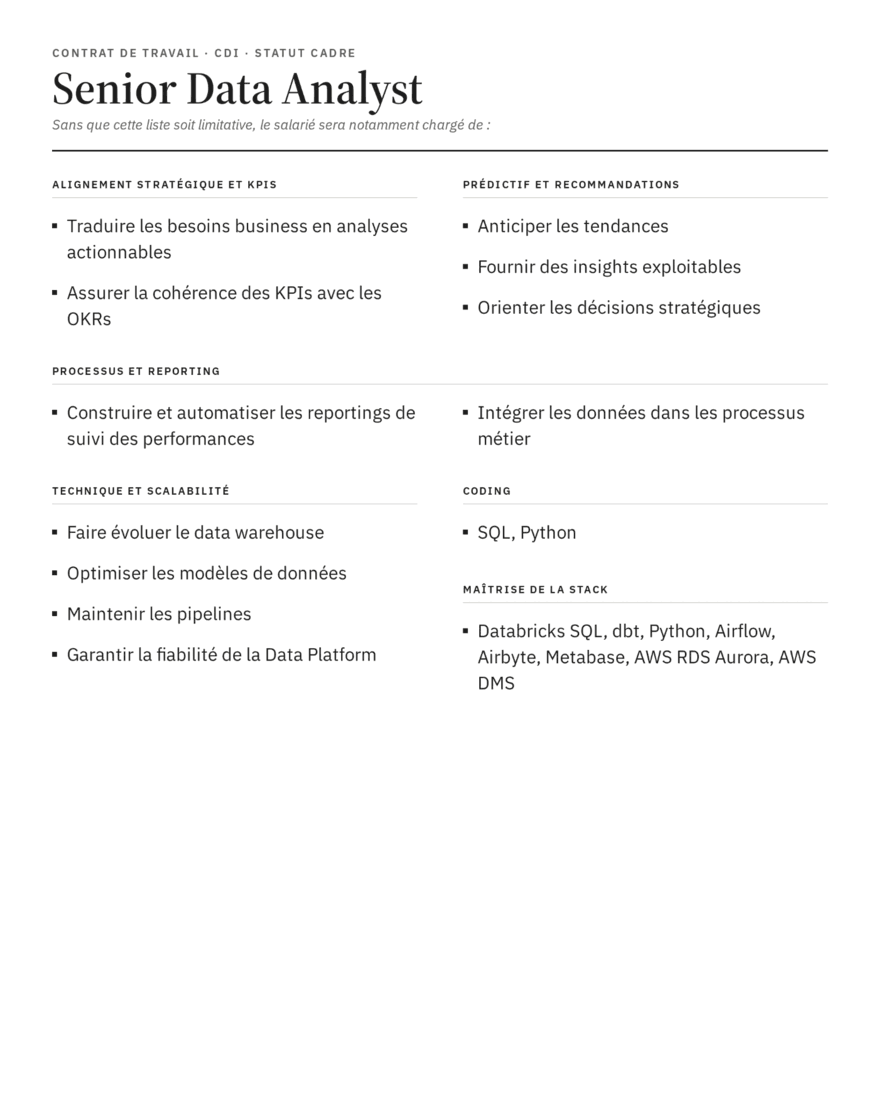 CONTRAT DE TRAVAIL · CDI · STATUT CADRE
Senior Data Analyst
Sans que cette liste soit limitative, le salarié sera notamment chargé de :
ALIGNEMENT STRATÉGIQUE ET KPIS
▪ Traduire les besoins business en analyses
actionnables
▪ Assurer la cohérence des KPIs avec les
OKRs
PRÉDICTIF ET RECOMMANDATIONS
▪ Anticiper les tendances
▪ Fournir des insights exploitables
▪ Orienter les décisions stratégiques
PROCESSUS ET REPORTING
▪ Construire et automatiser les reportings de
suivi des performances
▪ Intégrer les données dans les processus
métier
TECHNIQUE ET SCALABILITÉ
▪ Faire évoluer le data warehouse
▪ Optimiser les modèles de données
▪ Maintenir les pipelines
▪ Garantir la fiabilité de la Data Platform
CODING
▪ SQL, Python
MAÎTRISE DE LA STACK
▪ Databricks SQL, dbt, Python, Airflow,
Airbyte, Metabase, AWS RDS Aurora, AWS
DMS